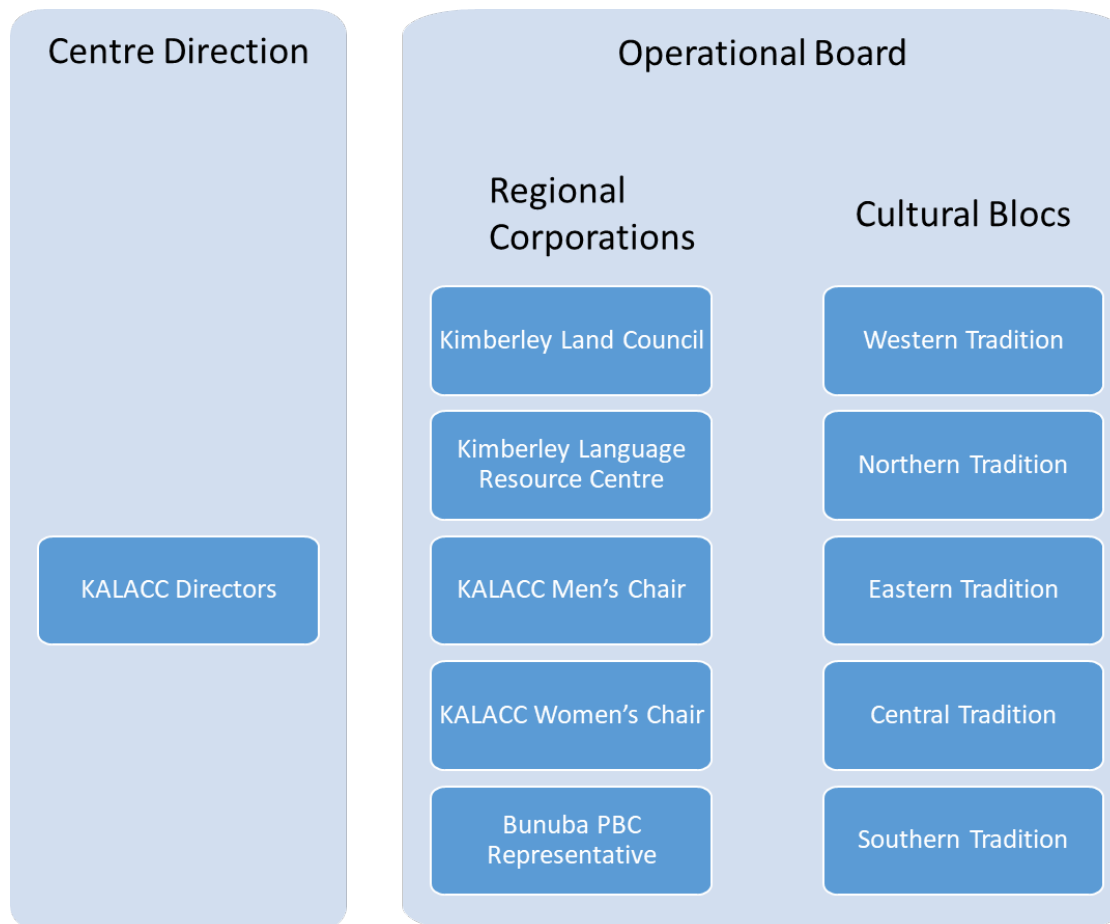 Centre Direction
Operational Board
Regional
Corporations
Cultural Blocs
KALACC Directors
Kimberley Land Council
Kimberley Language
Resource Centre
KALACC Men’s Chair
KALACC Women’s Chair
Bunuba PBC
Representative
Western Tradition
Northern Tradition
Eastern Tradition
Central Tradition
Southern Tradition